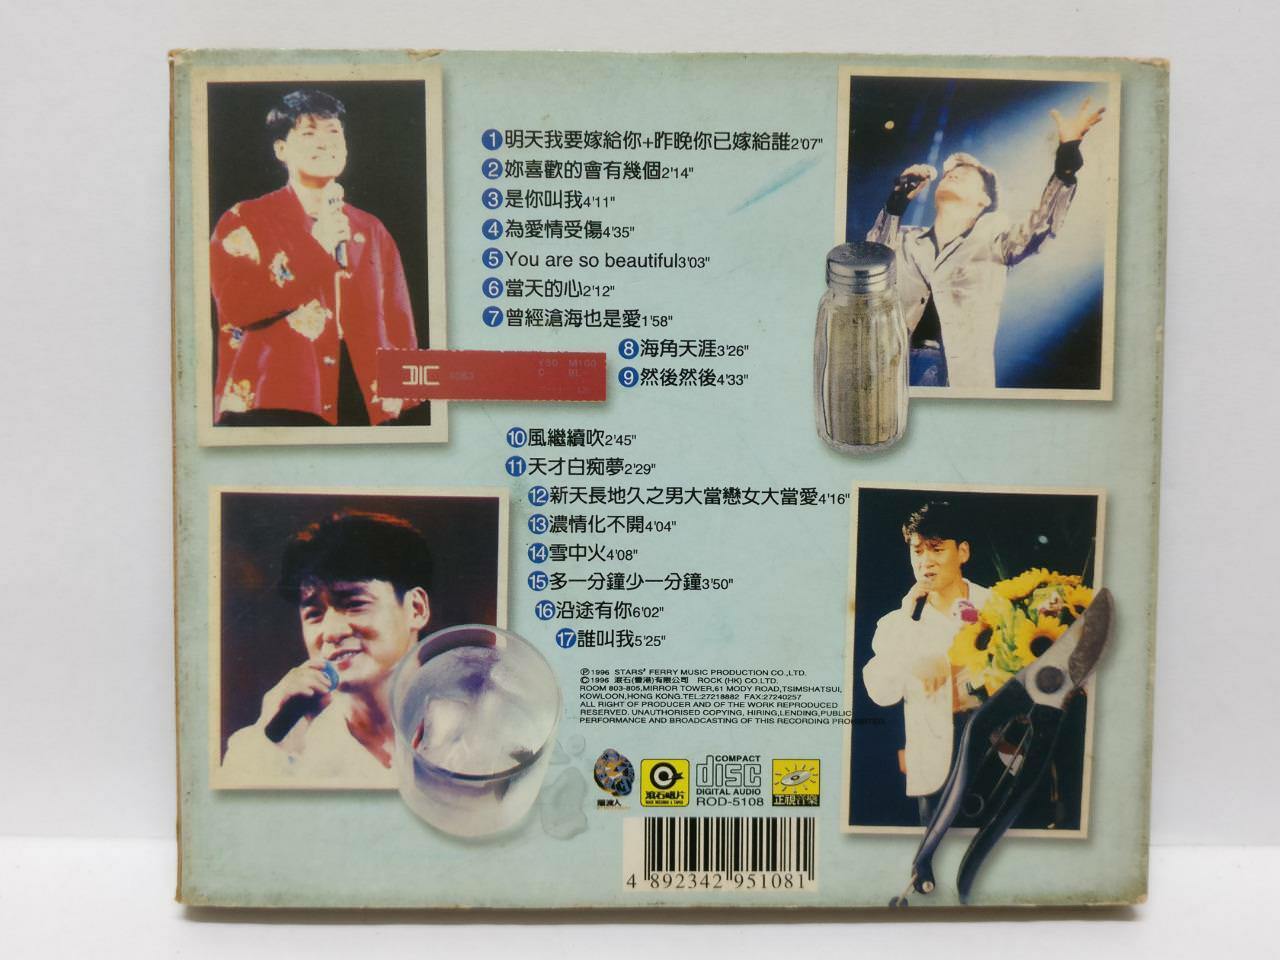 1 明天我要嫁給你+昨晚你已嫁給誰2'07"
2 妳喜歡的會有幾個2'14"
3 是你叫我4'11"
4 為愛情受傷4'35"
5 You are so beautiful3'03"
6 當天的心2'12"
7 曾經滄海也是愛1'58"
8 海角天涯3'26"
9 然後然後4'33"
10 風繼續吹2'45"
11 天才白痴夢2'29"
12 新天長地久之男大當戀女大當愛4'16"
13 濃情化不開4'04"
14 雪中火4'08"
15 多一分鐘少一分鐘3'50"
16 沿途有你6'02"
17 誰叫我5'25"
℗1996 STARS' FERRY MUSIC PRODUCTION CO.,LTD.
©1996 滾石(香港)有限公司 ROCK (HK) CO.LTD.
ROOM 803-805,MIRROR TOWER,61 MODY ROAD,TSIMSHATSUI,
KOWLOON,HONG KONG.TEL:27218882 FAX:27240257
ALL RIGHT OF PRODUCER AND OF THE WORK REPRODUCED
RESERVED. UNAUTHORISED COPYING, HIRING,LENDING,PUBLIC
PERFORMANCE AND BROADCASTING OF THIS RECORDING PROHIBITED.
滾石唱片
ROCK RECORDS & TAPES
COMPACT
disc
DIGITAL AUDIO
ROD-5108
正視音樂
4 892342 951081